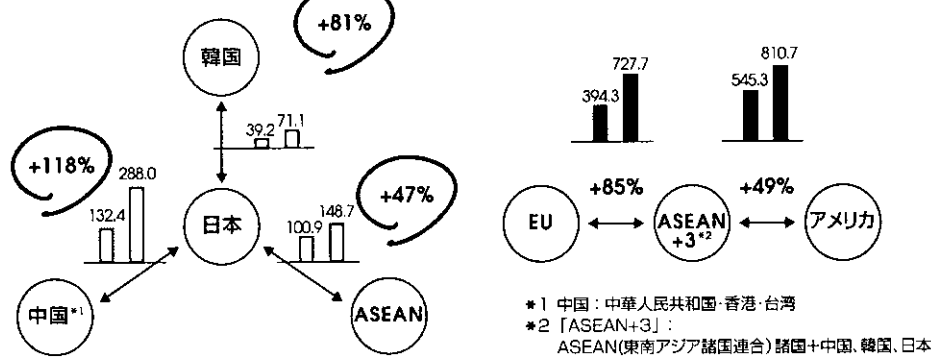 +81%
韓国
39.2
71.1
+118%
132.4
288.0
日本
+47%
100.9
148.7
中国*1
ASEAN
394.3
727.7
545.3
810.7
EU
+85%
ASEAN
+3*2
+49%
アメリカ
*1 中国:中華人民共和国・香港・台湾
*2「ASEAN+3」:
ASEAN(東南アジア諸国連合)諸国+中国、韓国、日本